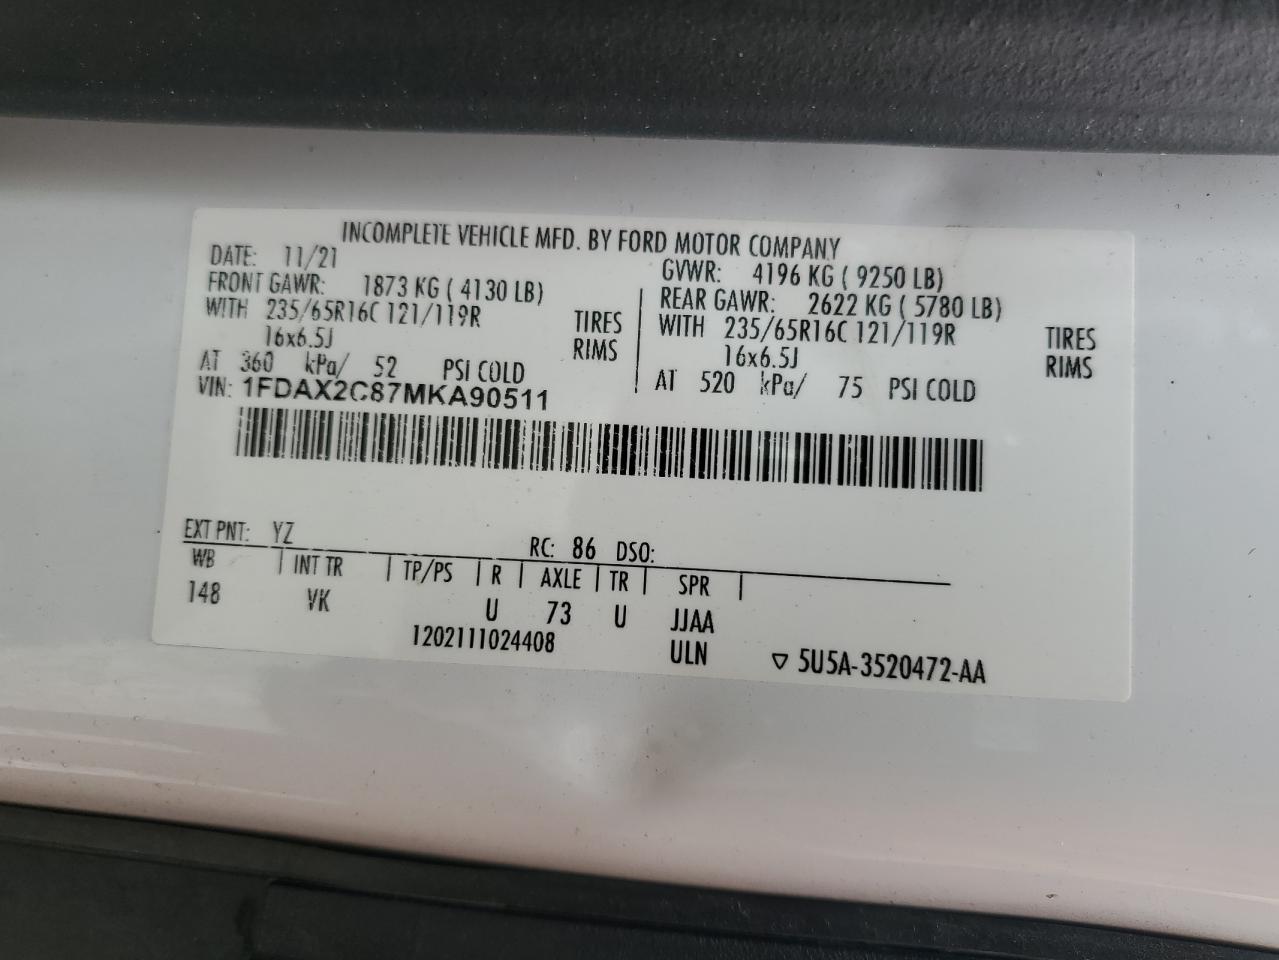 INCOMPLETE VEHICLE MFD. BY FORD MOTOR COMPANY
DATE: 11/21 GVWR: 4196 KG ( 9250 LB)
FRONT GAWR: 1873 KG ( 4130 LB) REAR GAWR: 2622 KG ( 5780 LB)
WITH 235/65R16C 121/119R TIRES WITH 235/65R16C 121/119R TIRES
16x6.5J RIMS 16x6.5J RIMS
AT 360 kPa/ 52 PSI COLD AT 520 kPa/ 75 PSI COLD
VIN: 1FDAX2C87MKA90511
EXT PNT: YZ RC: 86 DSO:
WB INT TR TP/PS R AXLE TR SPR
148 VK U 73 U JJAA
1202111024408 ULN ▽ 5U5A-3520472-AA